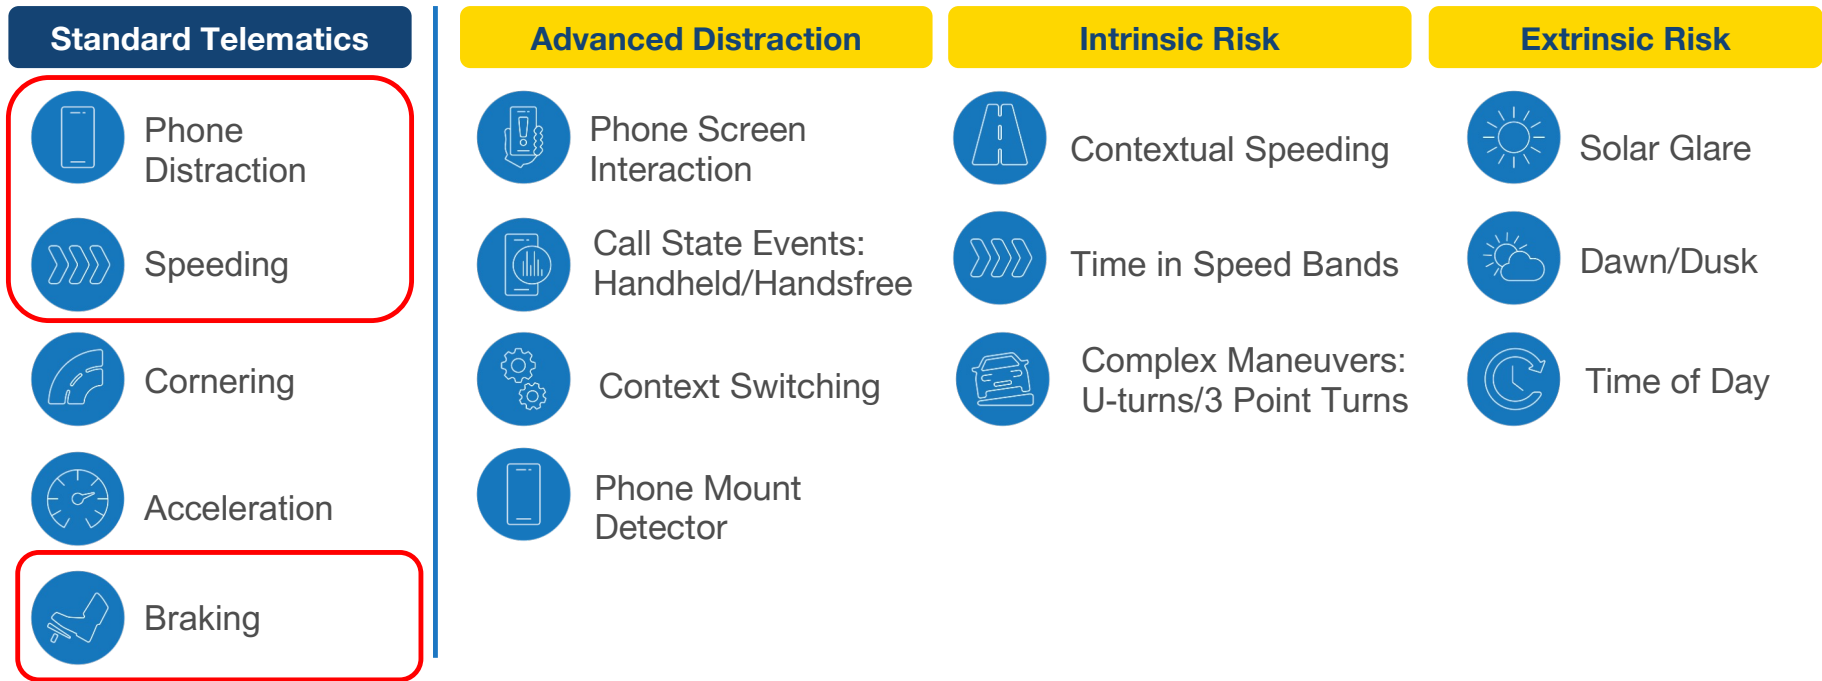 Standard Telematics
Phone
Distraction
Speeding
Cornering
Acceleration
Braking
Advanced Distraction
Phone Screen
Interaction
Call State Events:
Handheld/Handsfree
Context Switching
Phone Mount
Detector
Intrinsic Risk
Contextual Speeding
Time in Speed Bands
Complex Maneuvers:
U-turns/3 Point Turns
Extrinsic Risk
Solar Glare
Dawn/Dusk
Time of Day